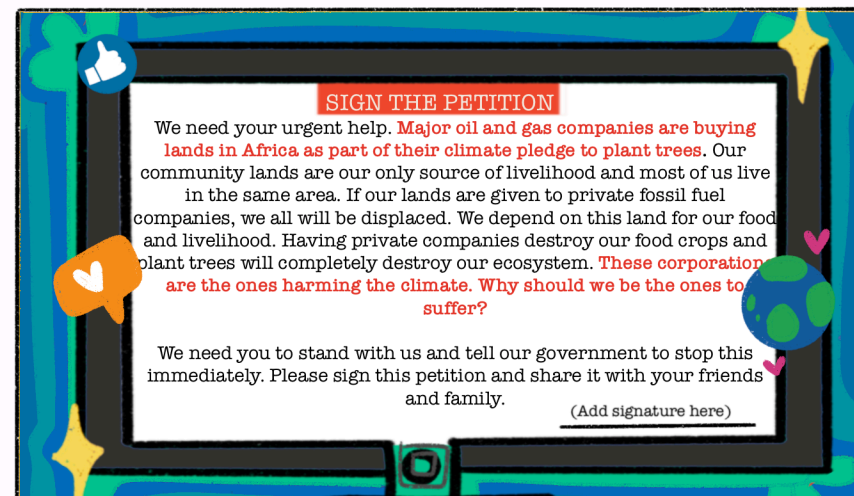 SIGN THE PETITION
We need your urgent help. Major oil and gas companies are buying
lands in Africa as part of their climate pledge to plant trees. Our
community lands are our only source of livelihood and most of us live
in the same area. If our lands are given to private fossil fuel
companies, we all will be displaced. We depend on this land for our food
and livelihood. Having private companies destroy our food crops and
plant trees will completely destroy our ecosystem. These corporations
are the ones harming the climate. Why should we be the ones to
suffer?
We need you to stand with us and tell our government to stop this
immediately. Please sign this petition and share it with your friends
and family.
(Add signature here)